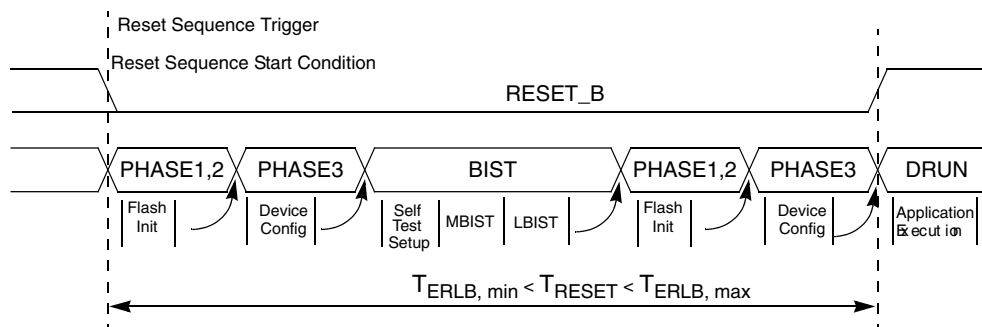 Reset Sequence Trigger
Reset Sequence Start Condition
RESET_B
PHASE1,2 PHASE3 BIST PHASE1,2 PHASE3 DRUN
Flash Init
Device Config
Self Test Setup
MBIST
LBIST
Flash Init
Device Config
Application Execution
TERLB, min < TRESET < TERLB, max